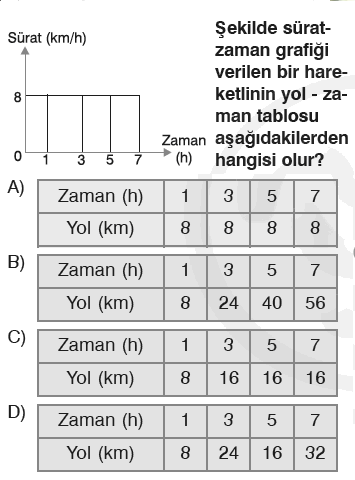 Sürat (km/h)
8
0
1 3 5 7
Zaman
(h)
Şekilde sürat-
zaman grafiği
verilen bir hare-
ketlinin yol - za-
man tablosu
aşağıdakilerden
hangisi olur?
A)
Zaman (h) 1 3 5 7
Yol (km) 8 8 8 8
B)
Zaman (h) 1 3 5 7
Yol (km) 8 24 40 56
C)
Zaman (h) 1 3 5 7
Yol (km) 8 16 16 16
D)
Zaman (h) 1 3 5 7
Yol (km) 8 24 16 32